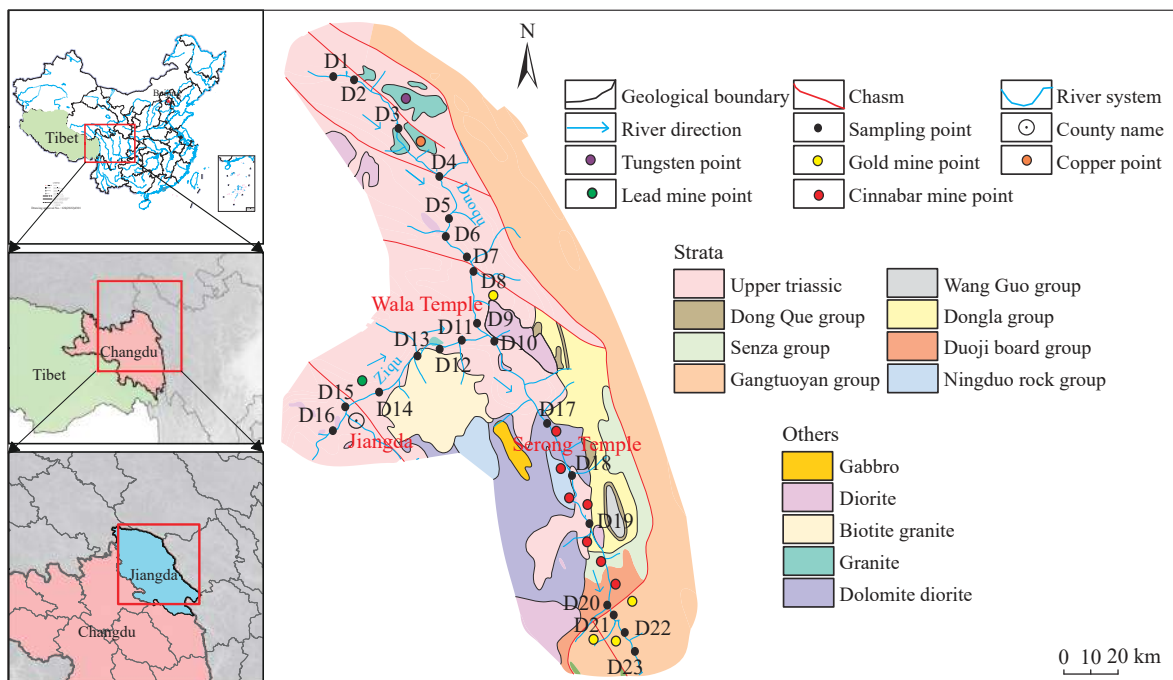 Beijing
Tibet
Changdu
Tibet
Jiangda
Changdu
N
D1
D2
D3
D4
D5
D6
D7
D8
Wala Temple
D9
D11
D10
D13
D12
Ziqu
D15
D14
D16
D17
Jiangda
Serong Temple
D18
D19
D20
D21
D22
D23
Geological boundary
Chasm
River system
River direction
Sampling point
County name
Tungsten point
Gold mine point
Copper point
Lead mine point
Cinnabar mine point
Strata
Upper triassic
Wang Guo group
Dong Que group
Dongla group
Senza group
Duoji board group
Gangtuoyan group
Ningduo rock group
Others
Gabbro
Diorite
Biotite granite
Granite
Dolomite diorite
0 10 20 km